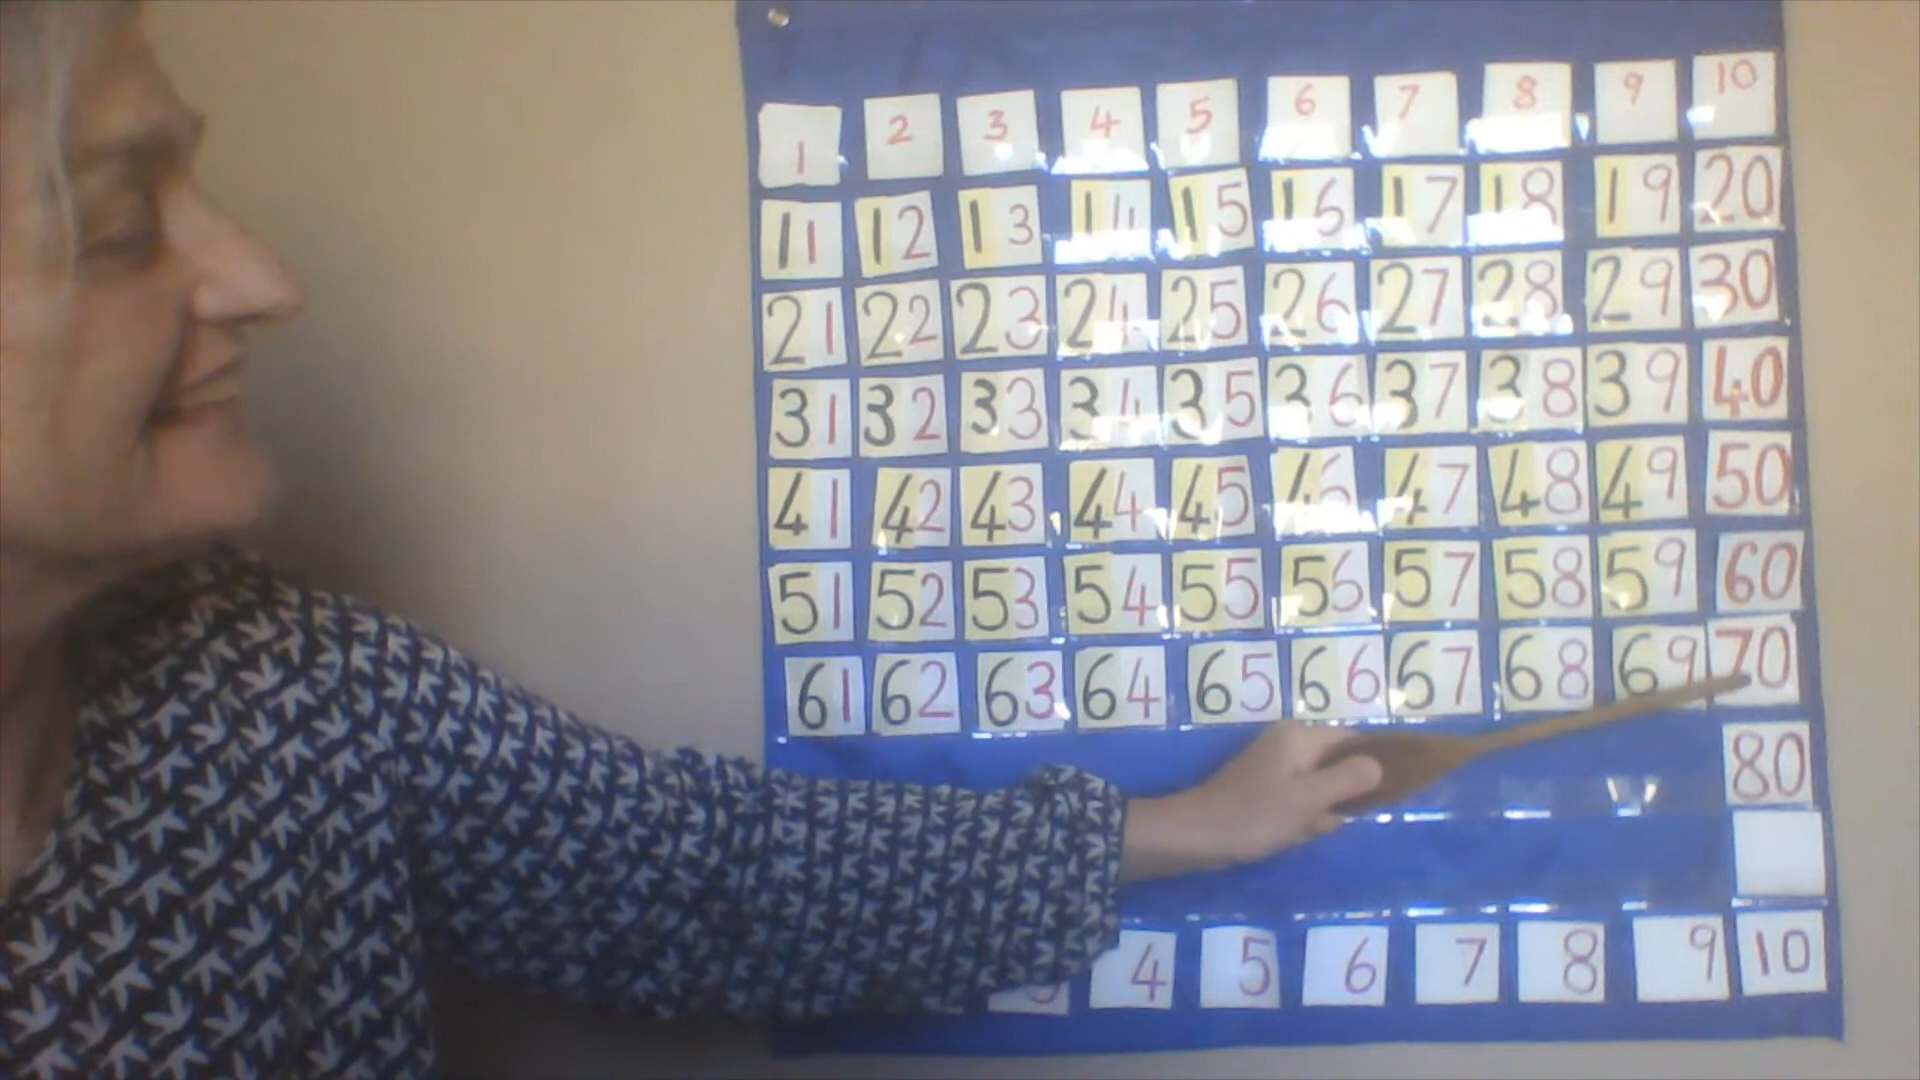 1 2 3 4 5 6 7 8 9 10
11 12 13 14 15 16 17 18 19 20
21 22 23 24 25 26 27 28 29 30
31 32 33 34 35 36 37 38 39 40
41 42 43 44 45 46 47 48 49 50
51 52 53 54 55 56 57 58 59 60
61 62 63 64 65 66 67 68 69 70
80
4 5 6 7 8 9 10